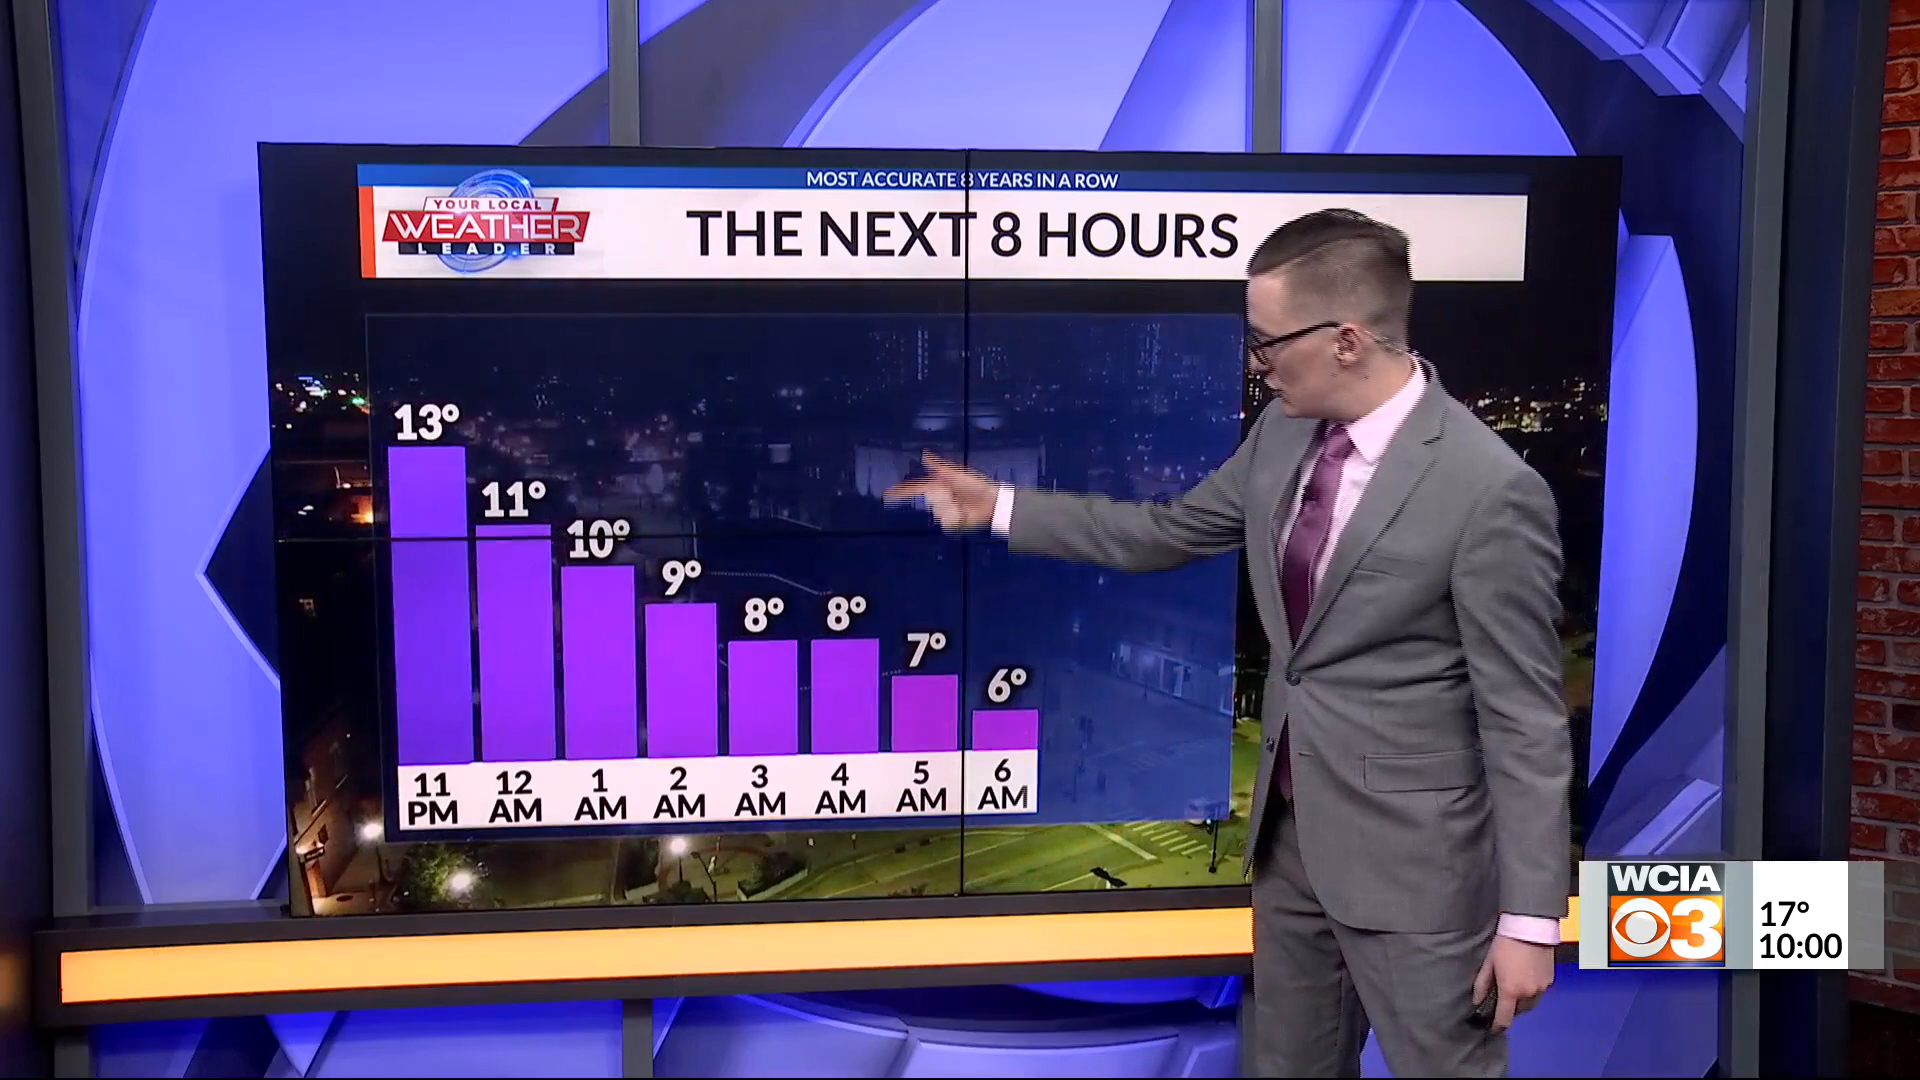 MOST ACCURATE 8 YEARS IN A ROW
YOUR LOCAL
WEATHER
LEADER
THE NEXT 8 HOURS
13°
11°
10°
9°
8°
8°
7°
6°
11 PM
12 AM
1 AM
2 AM
3 AM
4 AM
5 AM
6 AM
WCIA
3
17°
10:00